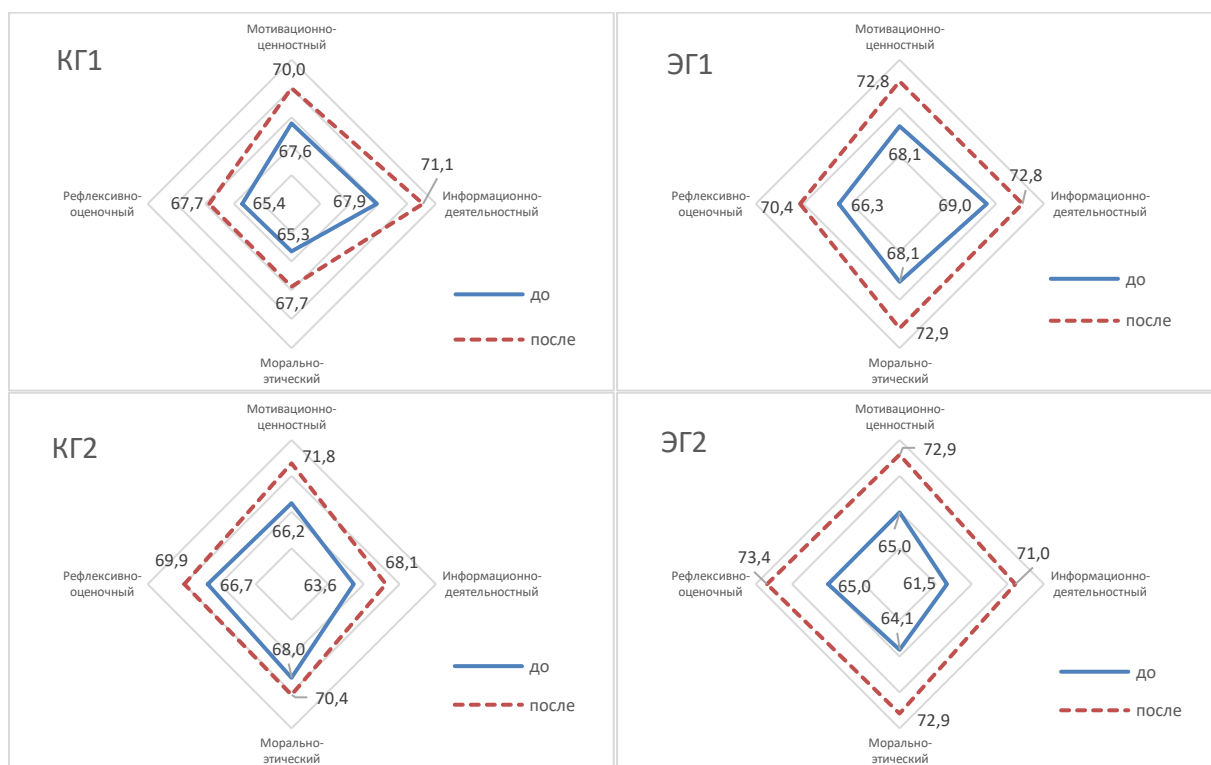 КГ1
Мотивационно-
ценностный
70,0
67,6
71,1
Рефлексивно-
оценочный
67,7
65,4
67,9
Информационно-
деятельностный
65,3
67,7
до
после
Морально-
этический
ЭГ1
Мотивационно-
ценностный
72,8
68,1
72,8
Рефлексивно-
оценочный
70,4
66,3
69,0
Информационно-
деятельностный
68,1
72,9
до
после
Морально-
этический
КГ2
Мотивационно-
ценностный
71,8
66,2
69,9
68,1
Рефлексивно-
оценочный
66,7
63,6
Информационно-
деятельностный
68,0
70,4
до
после
Морально-
этический
ЭГ2
Мотивационно-
ценностный
72,9
65,0
73,4
71,0
Рефлексивно-
оценочный
65,0
61,5
Информационно-
деятельностный
64,1
72,9
до
после
Морально-
этический